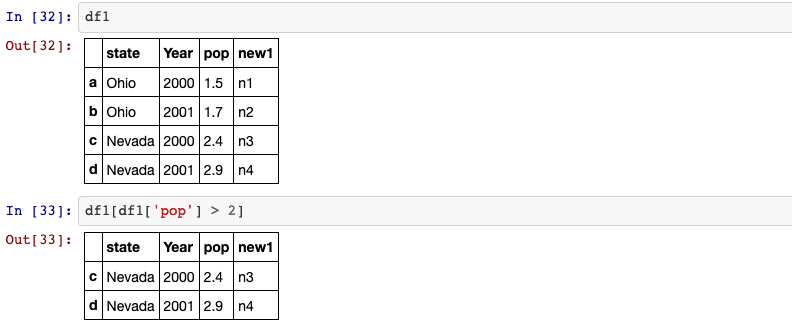 In [32]: df1
Out[32]:
state Year pop new1
a Ohio 2000 1.5 n1
b Ohio 2001 1.7 n2
c Nevada 2000 2.4 n3
d Nevada 2001 2.9 n4
In [33]: df1[df1['pop'] > 2]
Out[33]:
state Year pop new1
c Nevada 2000 2.4 n3
d Nevada 2001 2.9 n4